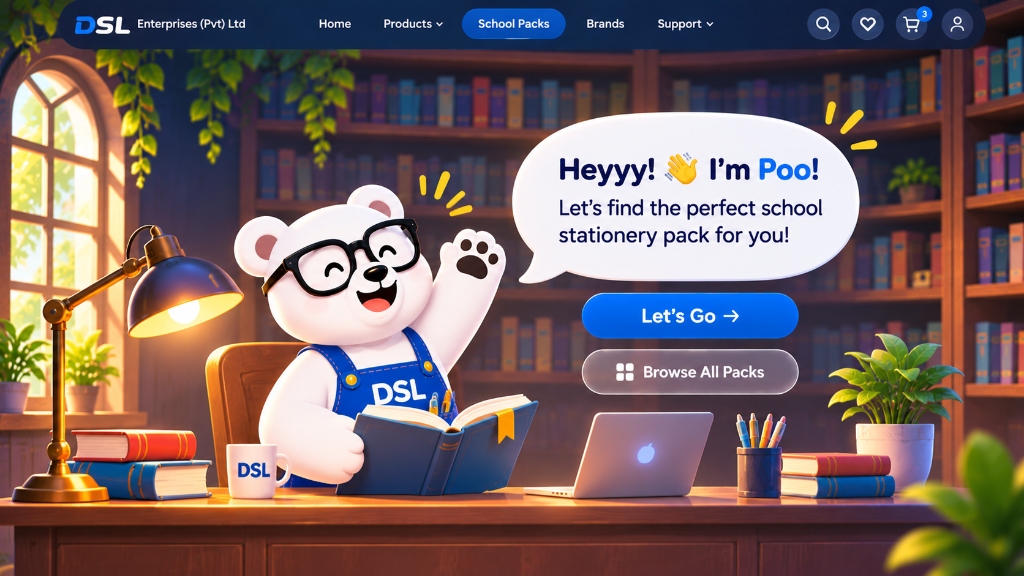 DSL Enterprises (Pvt) Ltd
Home
Products
School Packs
Brands
Support
3
Heyyy! 👋 I'm Poo!
Let's find the perfect school
stationery pack for you!
Let's Go →
Browse All Packs
DSL
DSL